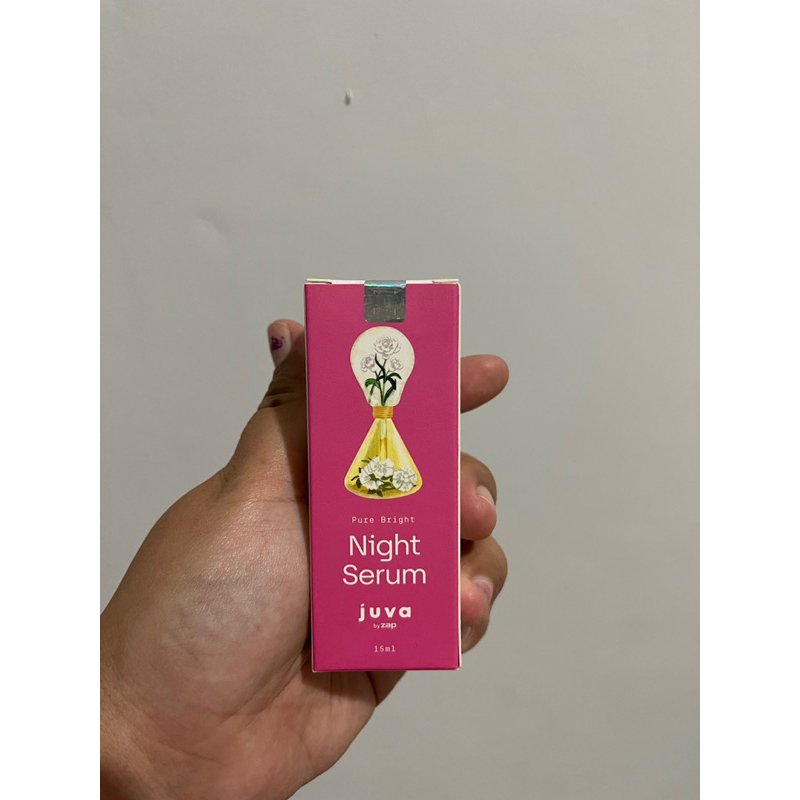 Pure Bright
Night
Serum
juva
by zap
15ml